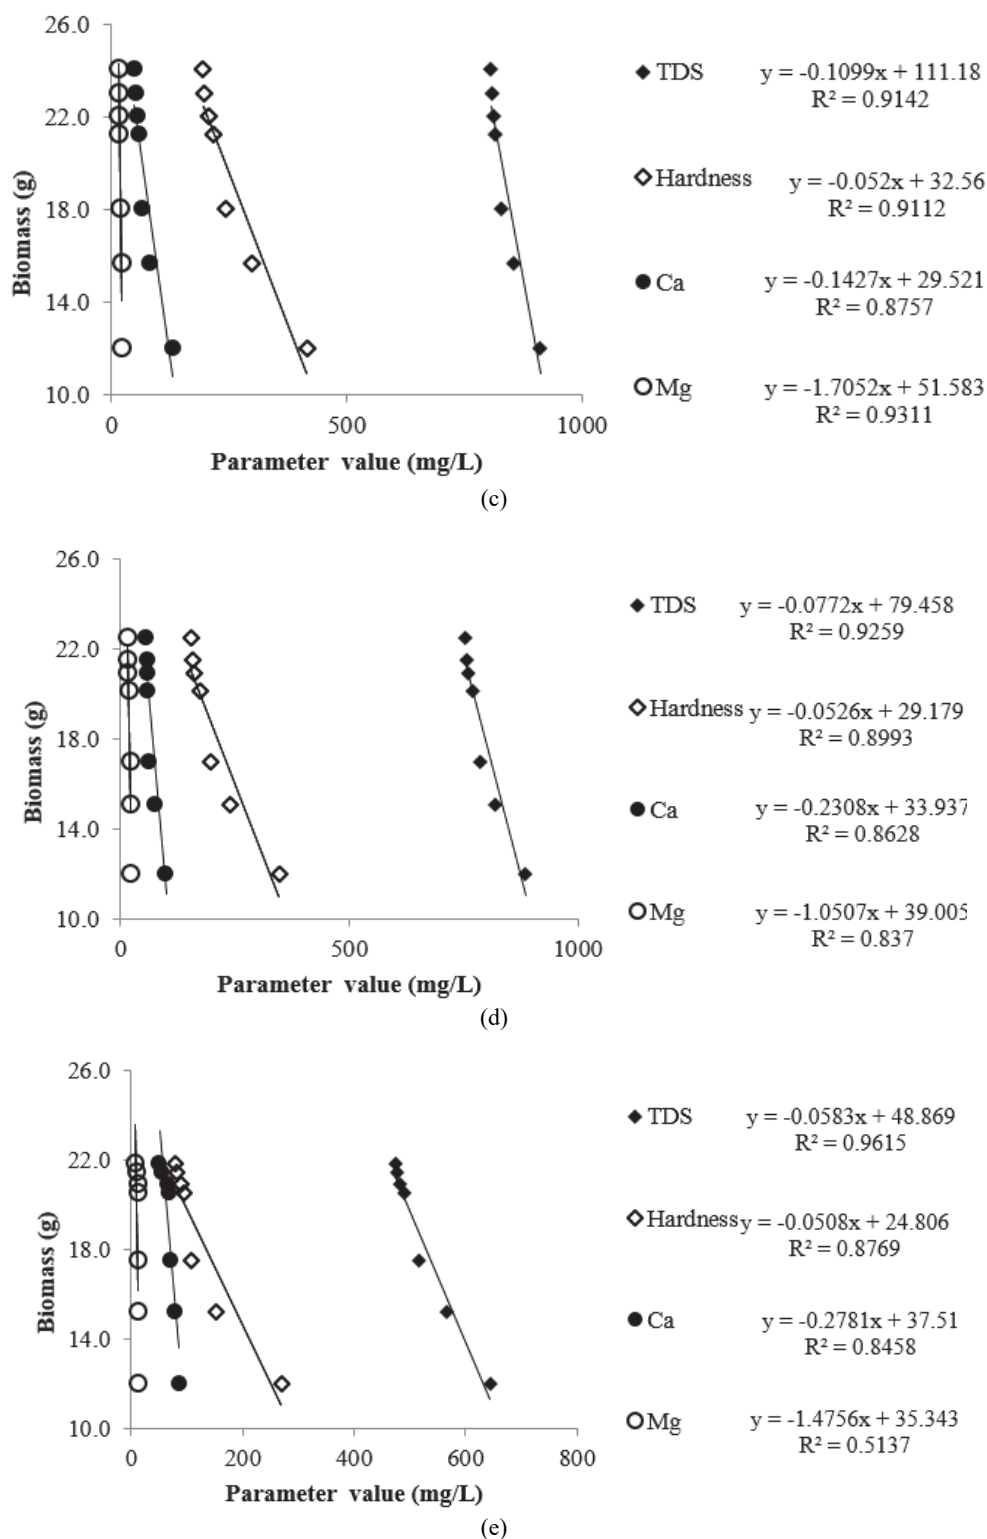 26.0
22.0
18.0
14.0
10.0
Biomass (g)
0 500 1000
Parameter value (mg/L)
TDS y = -0.1099x + 111.18
R² = 0.9142
Hardness y = -0.052x + 32.56
R² = 0.9112
Ca y = -0.1427x + 29.521
R² = 0.8757
Mg y = -1.7052x + 51.583
R² = 0.9311
(c)
26.0
22.0
18.0
14.0
10.0
Biomass (g)
0 500 1000
Parameter value (mg/L)
TDS y = -0.0772x + 79.458
R² = 0.9259
Hardness y = -0.0526x + 29.179
R² = 0.8993
Ca y = -0.2308x + 33.937
R² = 0.8628
Mg y = -1.0507x + 39.005
R² = 0.837
(d)
26.0
22.0
18.0
14.0
10.0
Biomass (g)
0 200 400 600 800
Parameter value (mg/L)
TDS y = -0.0583x + 48.869
R² = 0.9615
Hardness y = -0.0508x + 24.806
R² = 0.8769
Ca y = -0.2781x + 37.51
R² = 0.8458
Mg y = -1.4756x + 35.343
R² = 0.5137
(e)